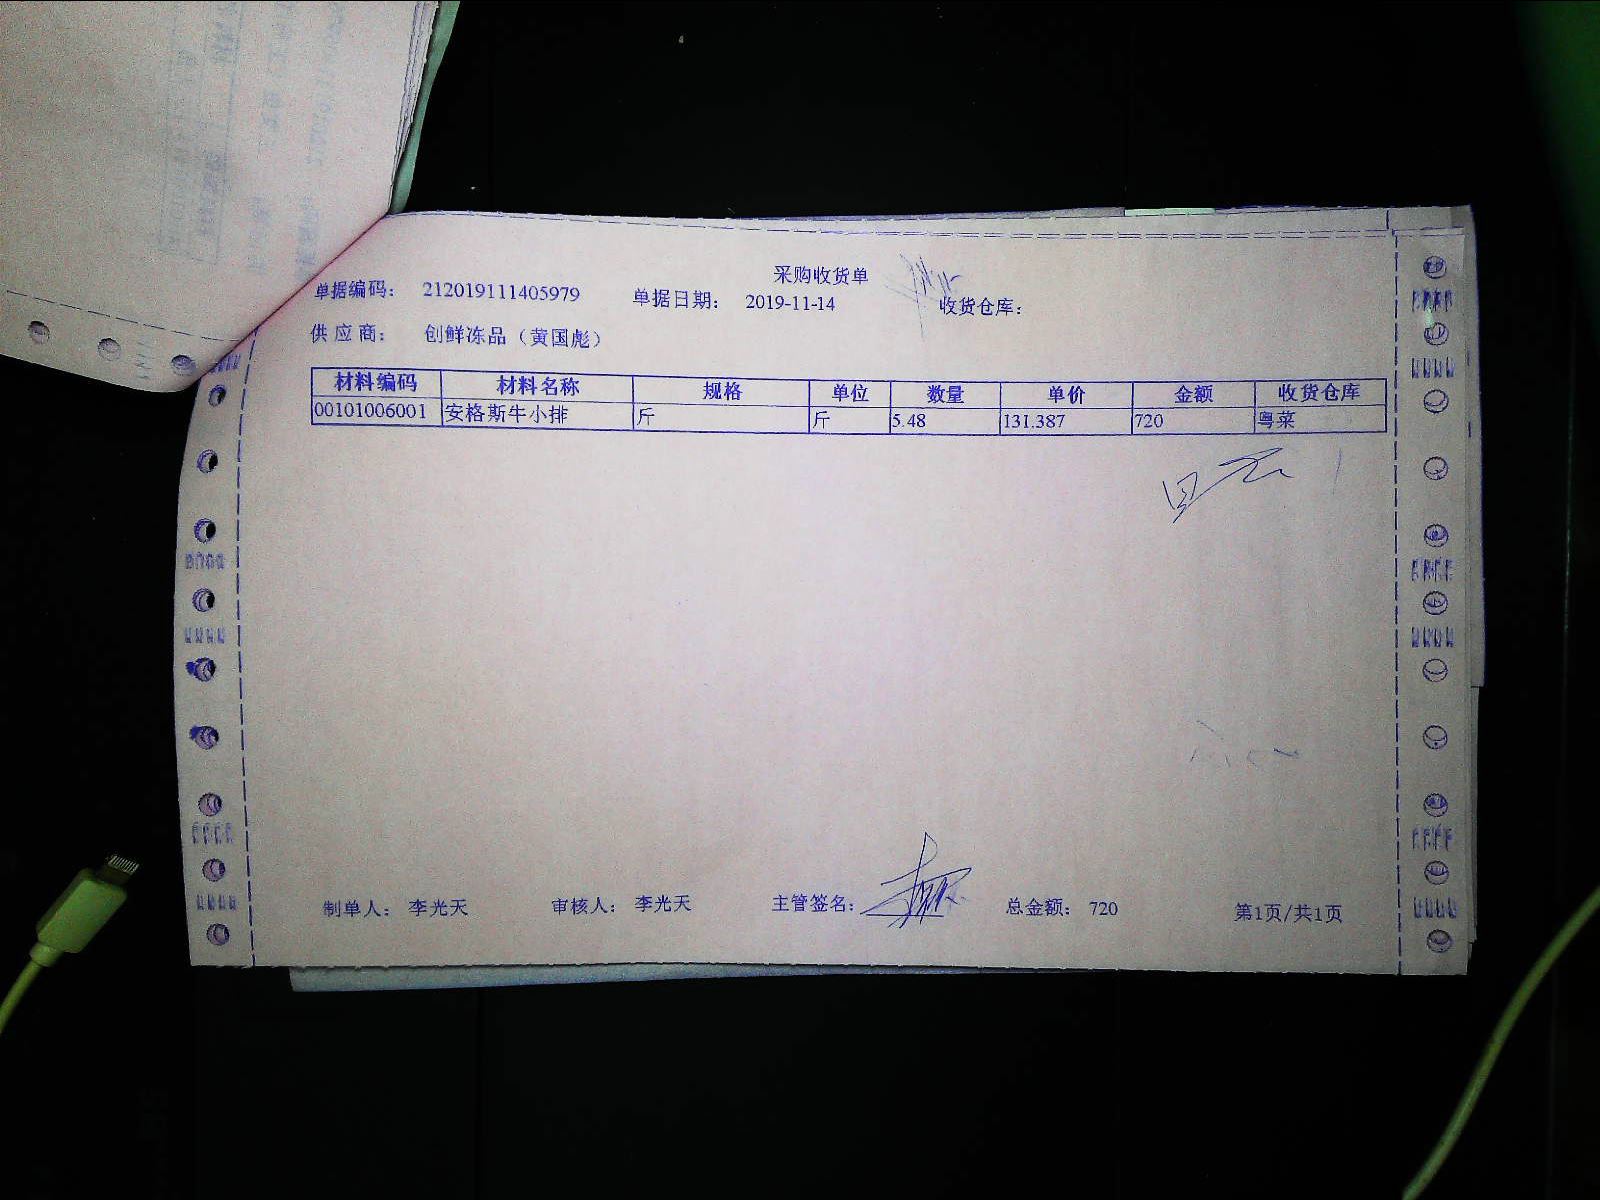 采购收货单
单据编码： 212019111405979 单据日期： 2019-11-14 收货仓库：
供应商： 创鲜冻品（黄国彪）
材料编码 材料名称 规格 单位 数量 单价 金额 收货仓库
00101006001 安格斯牛小排 斤 斤 5.48 131.387 720 粤菜
制单人： 李光天 审核人： 李光天 主管签名： 总金额： 720 第1页/共1页